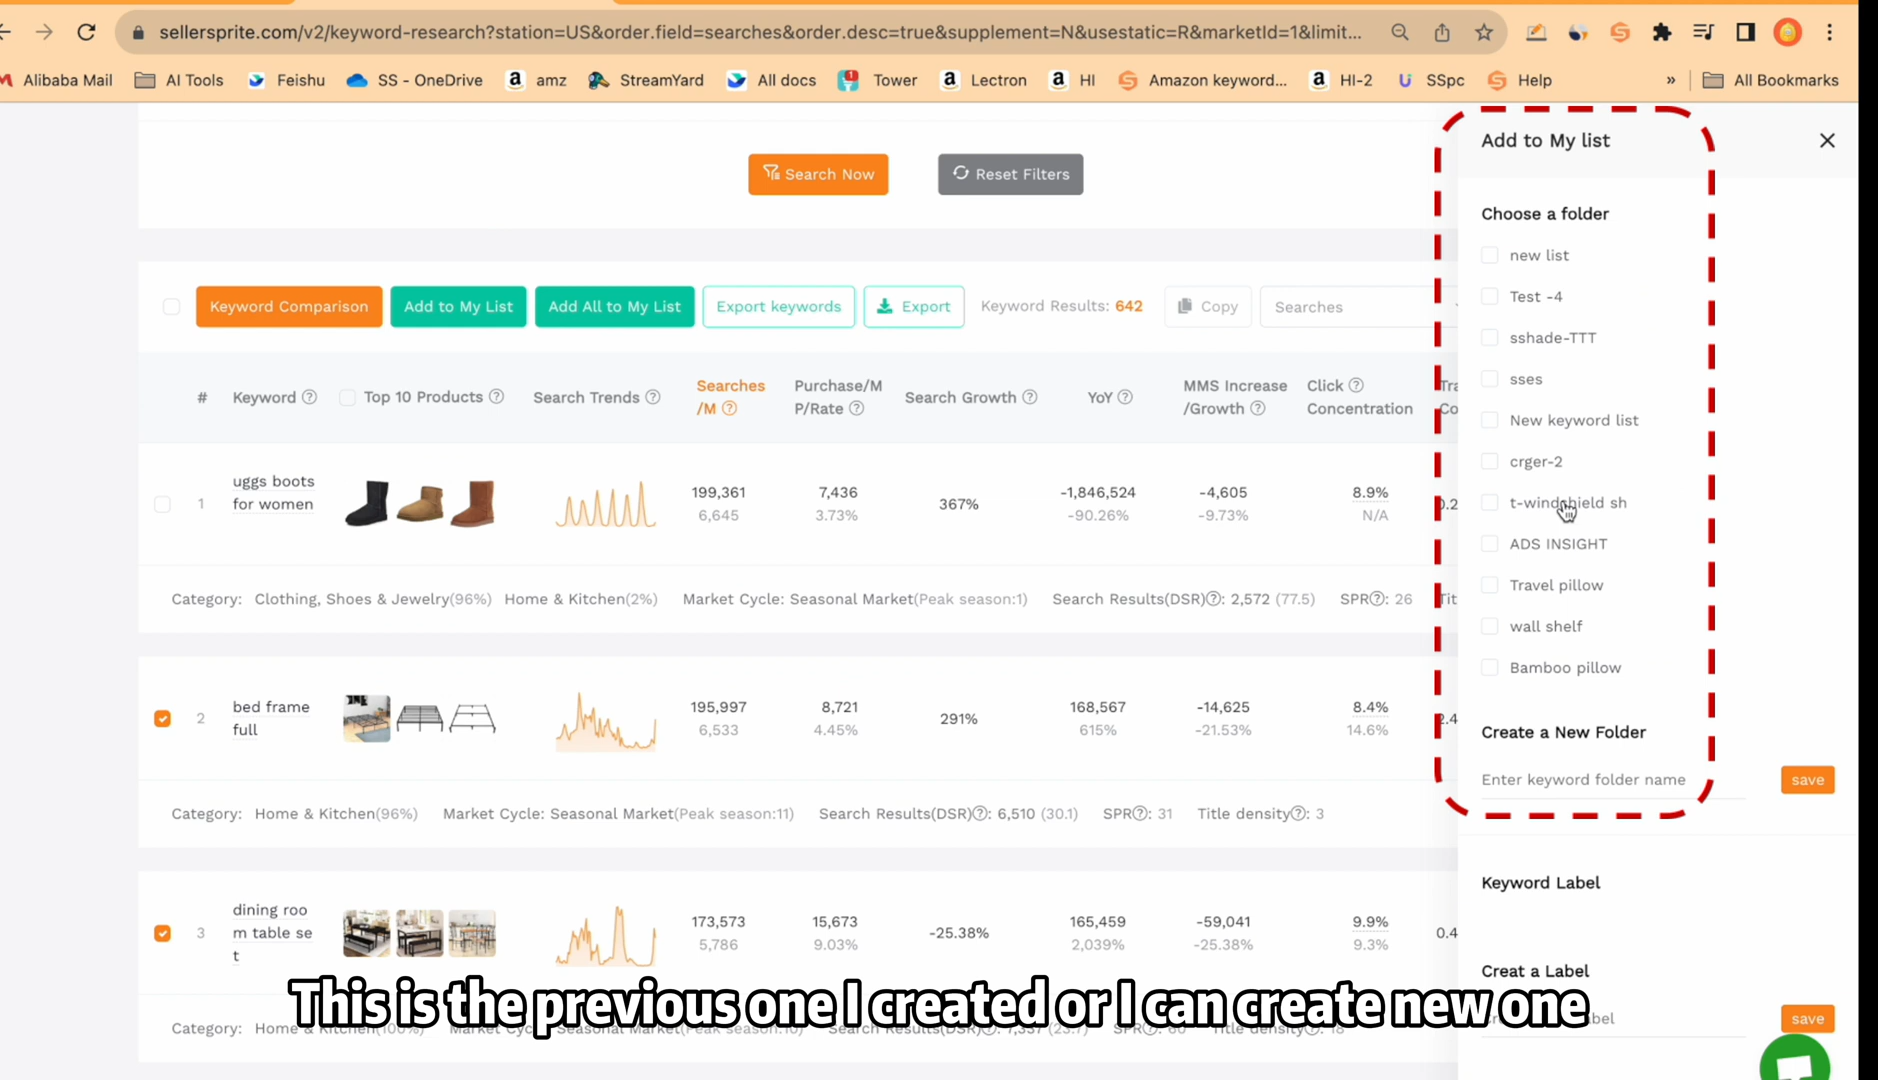 sellersprite.com/v2/keyword-research?station=US&order.field=searches&order.desc=true&supplement=N&usestatic=R&marketId=1&limit...
Alibaba Mail AI Tools Feishu SS - OneDrive amz StreamYard All docs Tower Lectron HI Amazon keyword... HI-2 SSpc Help » All Bookmarks
Search Now Reset Filters
Keyword Comparison Add to My List Add All to My List Export keywords Export Keyword Results: 642 Copy Searches
# Keyword Top 10 Products Search Trends Searches /M Purchase/M P/Rate Search Growth YoY MMS Increase /Growth Click Concentration
1 uggs boots for women 199,361 7,436 367% -1,846,524 -4,605 8.9%
6,645 3.73% -90.26% -9.73% N/A
Category: Clothing, Shoes & Jewelry(96%) Home & Kitchen(2%) Market Cycle: Seasonal Market(Peak season:1) Search Results(DSR): 2,572 (77.5) SPR: 26
2 bed frame full 195,997 8,721 291% 168,567 -14,625 8.4%
6,533 4.45% 615% -21.53% 14.6%
Category: Home & Kitchen(96%) Market Cycle: Seasonal Market(Peak season:11) Search Results(DSR): 6,510 (30.1) SPR: 31 Title density: 3
3 dining roo m table se t 173,573 15,673 -25.38% 165,459 -59,041 9.9% 0.4
5,786 9.03% 2,039% -25.38% 9.3%
Category:
This is the previous one I created or I can create new one
Add to My list
Choose a folder
new list
Test -4
sshade-TTT
sses
New keyword list
crger-2
t-windshield sh
ADS INSIGHT
Travel pillow
wall shelf
Bamboo pillow
Create a New Folder
Enter keyword folder name save
Keyword Label
Creat a Label
save